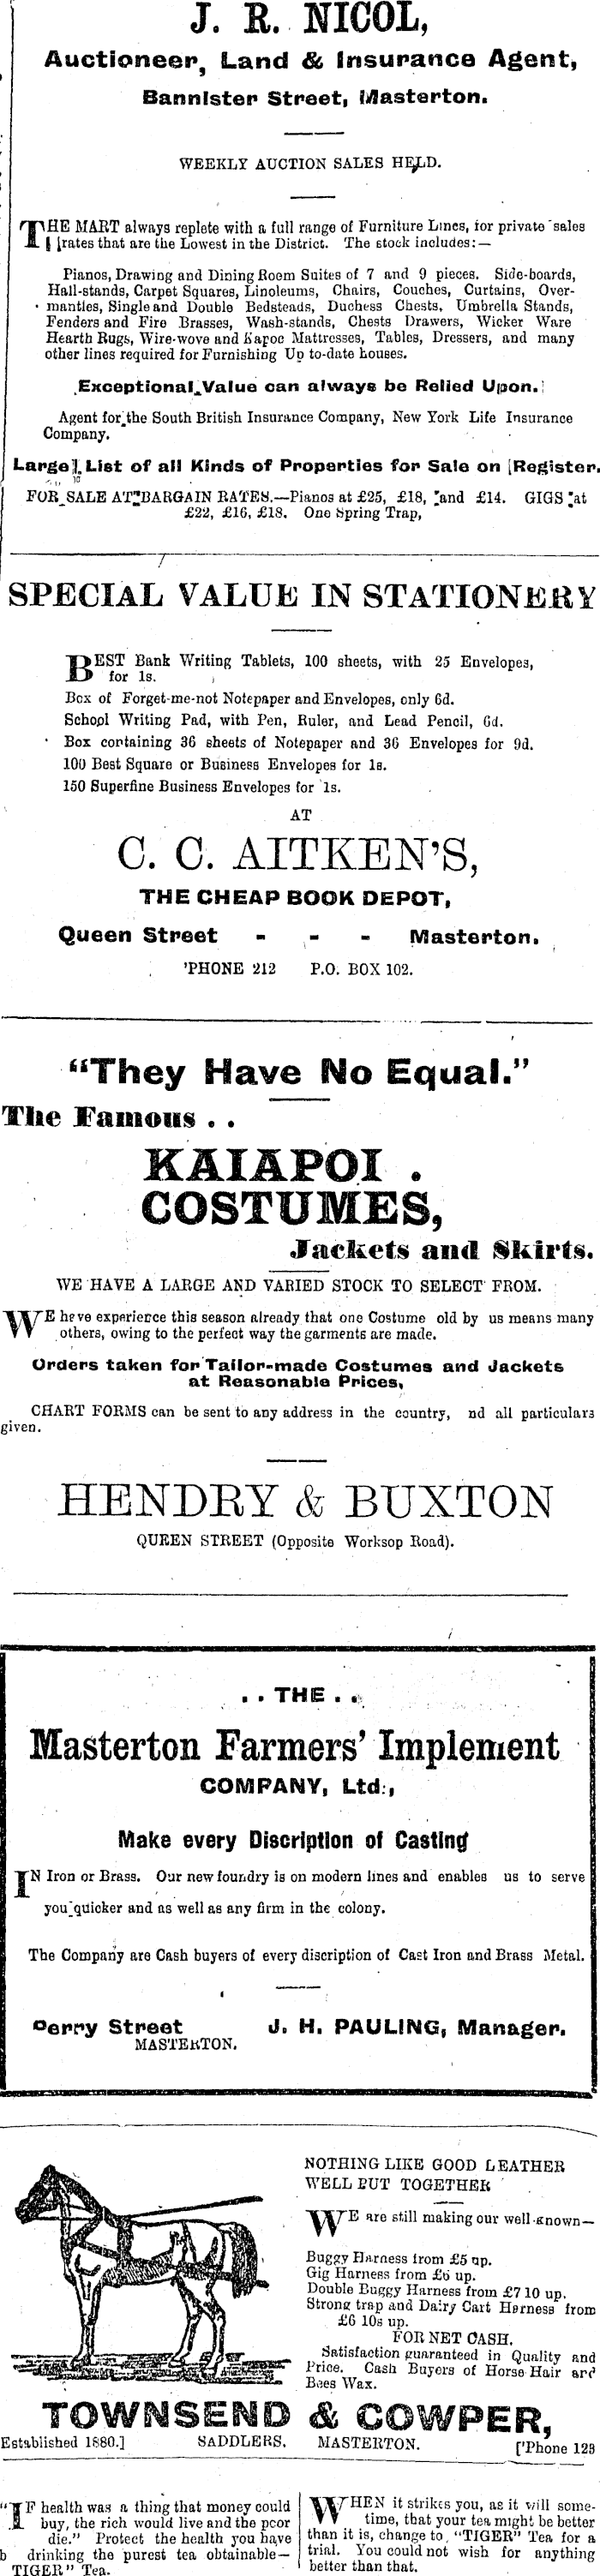 J. R. NICOL,
Auctioneer, Land & Insurance Agent,
Bannister Street, Masterton.
WEEKLY AUCTION SALES HELD.
THE MART always replete with a full range of Furniture Lines, for private sales
rates that are the Lowest in the District. The stock includes:—
Pianos, Drawing and Dining Room Suites of 7 and 9 pieces. Side-boards,
Hall-stands, Carpet Squares, Linoleums, Chairs, Couches, Curtains, Over-
mantles, Single and Double Bedsteads, Duchess Chests, Umbrella Stands,
Fenders and Fire Brasses, Wash-stands, Chests Drawers, Wicker Ware
Hearth Rugs, Wire-wove and Kapoc Mattresses, Tables, Dressers, and many
other lines required for Furnishing Up to-date houses.
Exceptional Value can always be Relied Upon.
Agent for the South British Insurance Company, New York Life Insurance
Company.
Large List of all Kinds of Properties for Sale on Register.
FOR SALE AT BARGAIN RATES.—Pianos at £25, £18, and £14. GIGS at
£22, £16, £18. One Spring Trap,
SPECIAL VALUE IN STATIONERY
BEST Bank Writing Tablets, 100 sheets, with 25 Envelopes,
for 1s.
Box of Forget-me-not Notepaper and Envelopes, only 6d.
School Writing Pad, with Pen, Ruler, and Lead Pencil, 6d.
Box containing 36 sheets of Notepaper and 36 Envelopes for 9d.
100 Best Square or Business Envelopes for 1s.
150 Superfine Business Envelopes for 1s.
AT
C. C. AITKEN'S,
THE CHEAP BOOK DEPOT,
Queen Street - - - Masterton.
'PHONE 212 P.O. BOX 102.
"They Have No Equal."
The Famous . .
KAIAPOI .
COSTUMES,
Jackets and Skirts.
WE HAVE A LARGE AND VARIED STOCK TO SELECT FROM.
WE have experience this season already that one Costume old by us means many
others, owing to the perfect way the garments are made.
Orders taken for Tailor-made Costumes and Jackets
at Reasonable Prices,
CHART FORMS can be sent to any address in the country, nd all particulars
given.
HENDRY & BUXTON
QUEEN STREET (Opposite Worksop Road).
. . THE . .
Masterton Farmers' Implement
COMPANY, Ltd.,
Make every Discription of Casting
IN Iron or Brass. Our new foundry is on modern lines and enables us to serve
you quicker and as well as any firm in the colony.
The Company are Cash buyers of every discription of Cast Iron and Brass Metal.
Perry Street J. H. PAULING, Manager.
MASTERTON.
NOTHING LIKE GOOD LEATHER
WELL PUT TOGETHER
WE are still making our well-known—
Buggy Harness from £5 up.
Gig Harness from £5 up.
Double Buggy Harness from £7 10 up.
Strong trap and Dairy Cart Harness from
£6 10s up.
FOR NET CASH.
Satisfaction guaranteed in Quality and
Price. Cash Buyers of Horse Hair and
Bees Wax.
TOWNSEND & COWPER,
Established 1880.] SADDLERS, MASTERTON. ['Phone 123
"IF health was a thing that money could
buy, the rich would live and the poor
die." Protect the health you have
b drinking the purest tea obtainable—
TIGER" Tea.
WHEN it strikes you, as it will some-
time, that your tea might be better
than it is, change to "TIGER" Tea for a
trial. You could not wish for anything
better than that.